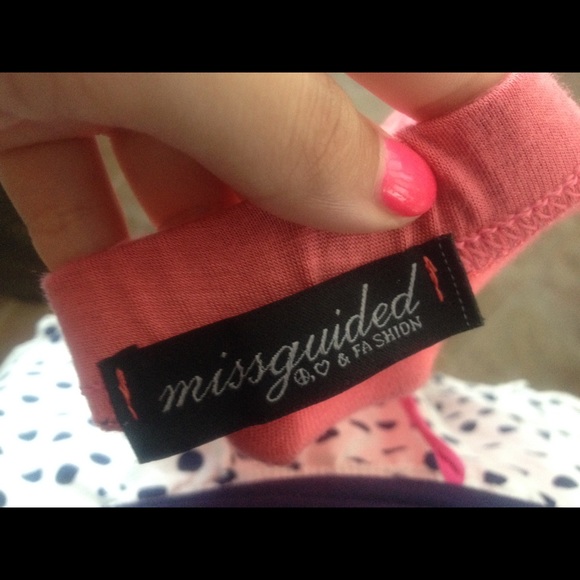 missguided
☮, ♡ & FASHION